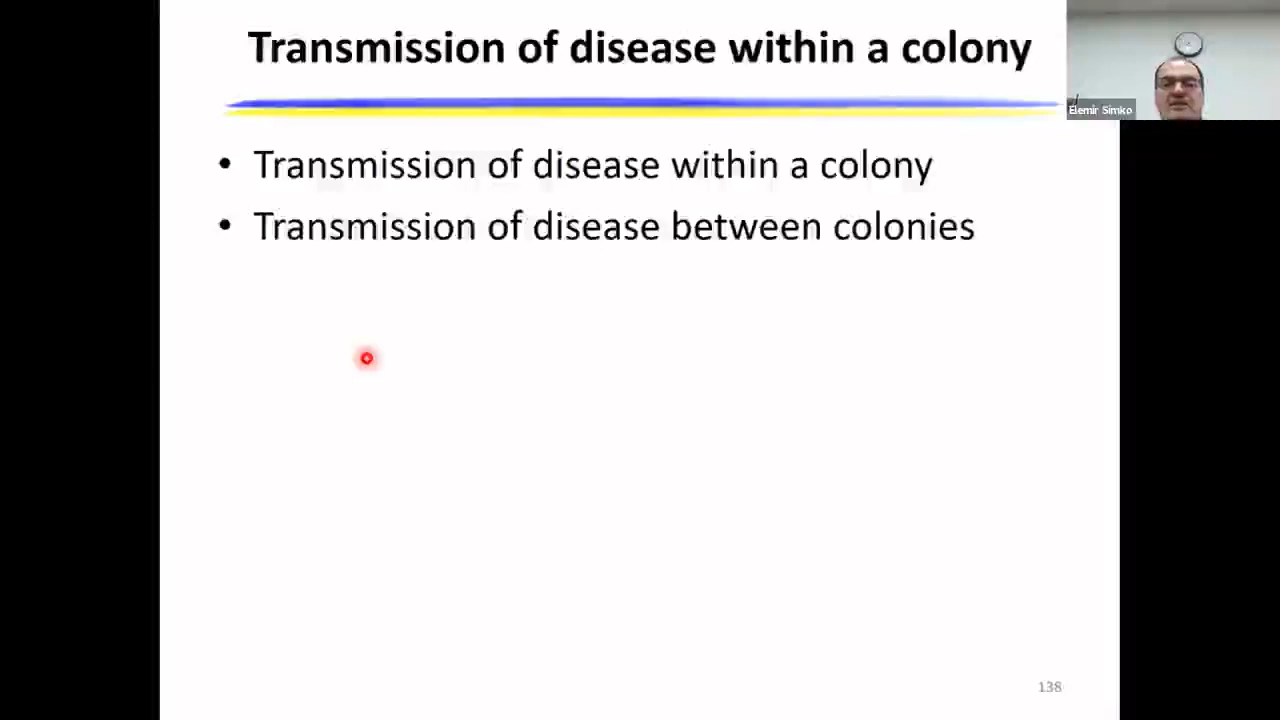 Transmission of disease within a colony
Elemir Simko
• Transmission of disease within a colony
• Transmission of disease between colonies
138